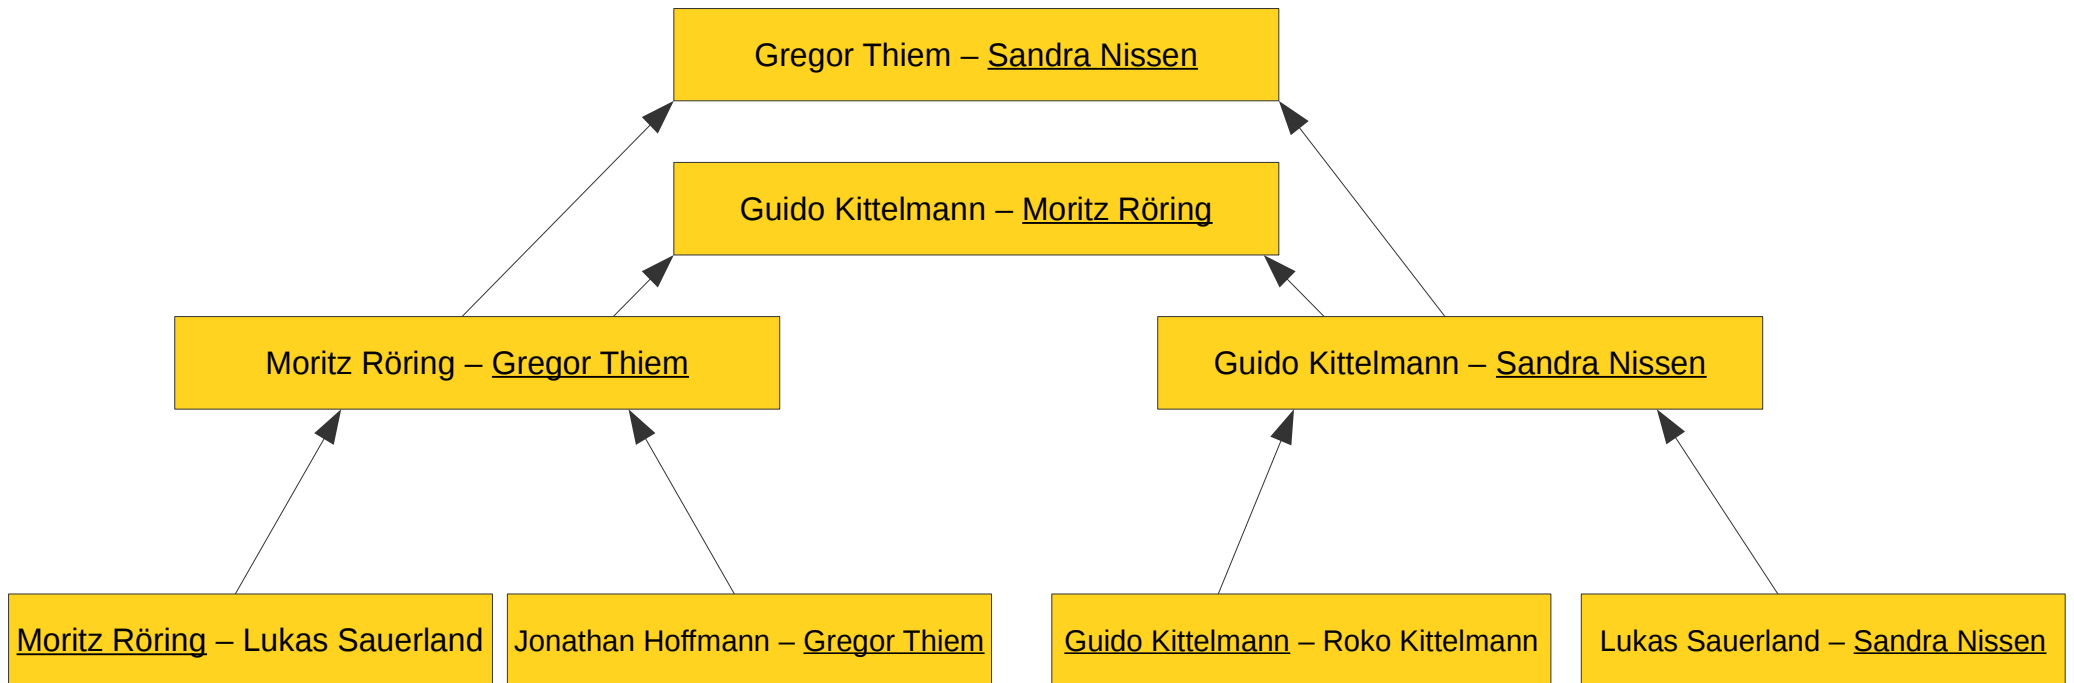 Gregor Thiem – Sandra Nissen
Guido Kittelmann – Moritz Röring
Moritz Röring – Gregor Thiem
Guido Kittelmann – Sandra Nissen
Moritz Röring – Lukas Sauerland
Jonathan Hoffmann – Gregor Thiem
Guido Kittelmann – Roko Kittelmann
Lukas Sauerland – Sandra Nissen